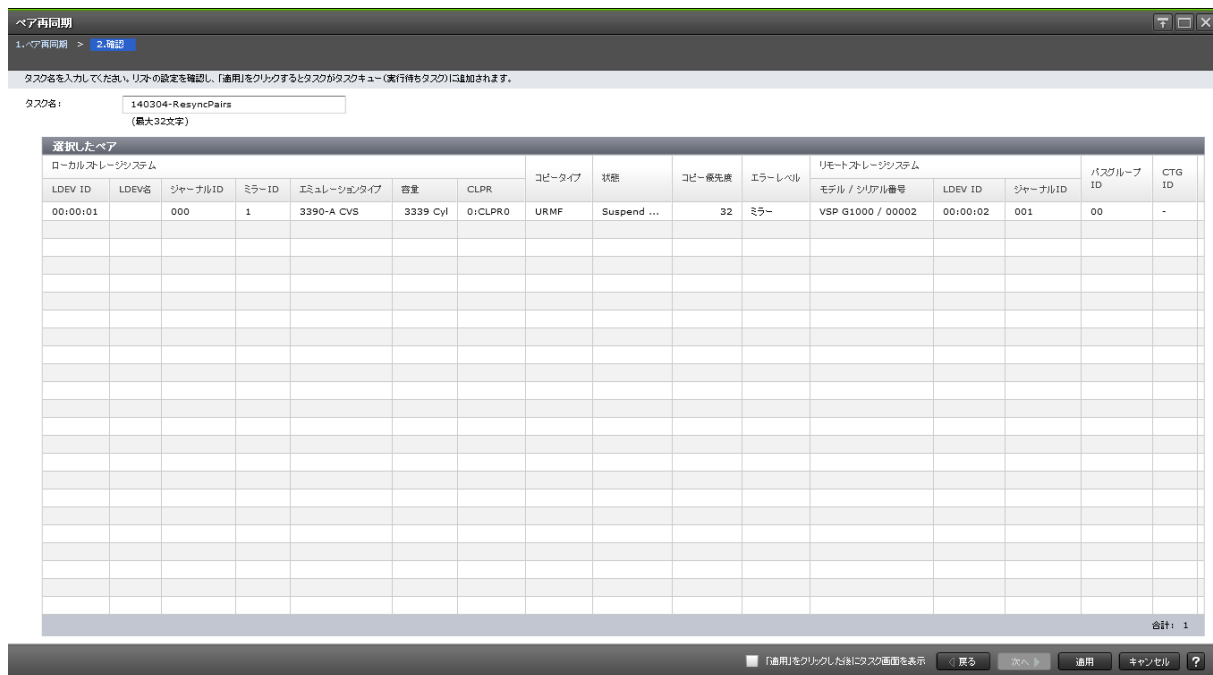 ペア再同期
1.ペア再同期 > 2.確認
タスク名を入力してください。リストの設定を確認し、「適用」をクリックするとタスクがタスクキュー(実行待ちタスク)に追加されます。
タスク名: 140304-ResyncPairs
(最大32文字)
選択したペア
ローカルストレージシステム コピータイプ 状態 コピー優先度 エラーレベル リモートストレージシステム パスグループID CTG ID
LDEV ID LDEV名 ジャーナルID ミラーID エミュレーションタイプ 容量 CLPR モデル / シリアル番号 LDEV ID ジャーナルID
00:00:01 000 1 3390-A CVS 3339 Cyl 0:CLPR0 URMF Suspend ... 32 ミラー VSP G1000 / 00002 00:00:02 001 00 -
合計: 1
「適用」をクリックした後にタスク画面を表示 戻る 次へ 適用 キャンセル ?